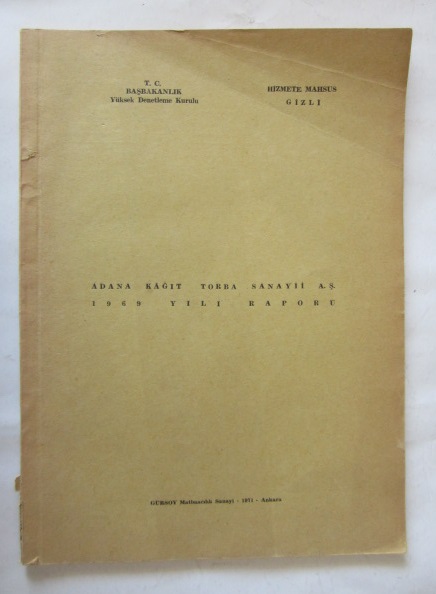 T. C.
BAŞBAKANLIK
Yüksek Denetleme Kurulu
HİZMETE MAHSUS
GİZLİ
ADANA KÂĞIT TORBA SANAYİİ A. Ş.
1969 YILI RAPORU
GÜRSOY Matbaacılık Sanayi - 1971 - Ankara